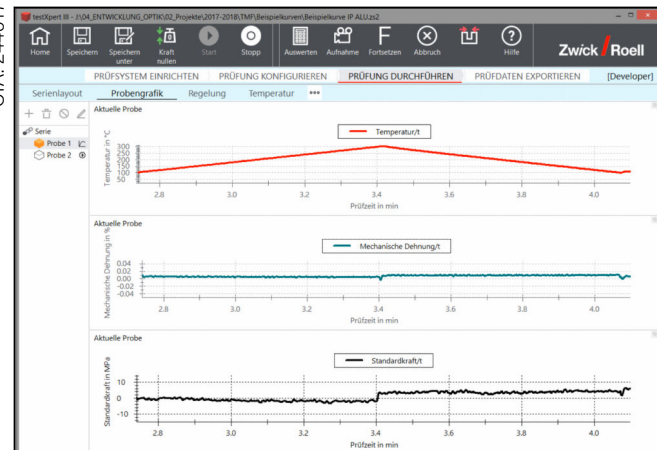 testXpert III - J:\04_ENTWICKLUNG_OPTIK\02_Projekte\2017-2018\TMF\Beispielkurven\Beispielkurve IP ALU.zs2
Home
Speichern
Speichern unter
Kraft nullen
Start
Stopp
Auswerten
Aufnahme
Fortsetzen
Abbruch
Hilfe
Zwick / Roell
PRÜFSYSTEM EINRICHTEN PRÜFUNG KONFIGURIEREN PRÜFUNG DURCHFÜHREN PRÜFDATEN EXPORTIEREN [Developer]
Serienlayout Probengrafik Regelung Temperatur •••
Serie
Probe 1
Probe 2
Aktuelle Probe
Temperatur/t
Temperatur in °C
300
250
200
150
100
50
2.8 3.0 3.2 3.4 3.6 3.8 4.0
Prüfzeit in min
Aktuelle Probe
Mechanische Dehnung/t
Mechanische Dehnung in %
0.04
0.02
0.00
-0.02
-0.04
2.8 3.0 3.2 3.4 3.6 3.8 4.0
Prüfzeit in min
Aktuelle Probe
Standardkraft/t
Standardkraft in MPa
10
0
-10
2.8 3.0 3.2 3.4 3.6 3.8 4.0
Prüfzeit in min